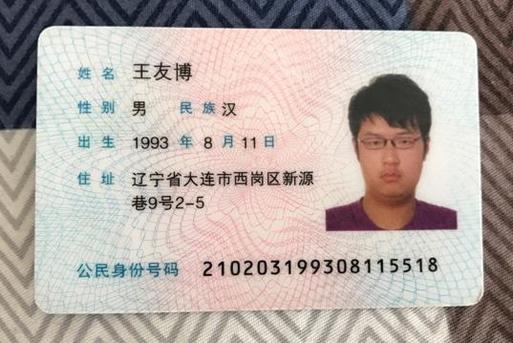 姓名 王友博
性别 男 民族 汉
出生 1993 年 8 月 11 日
住址 辽宁省大连市西岗区新源
巷9号2-5
公民身份号码 210203199308115518